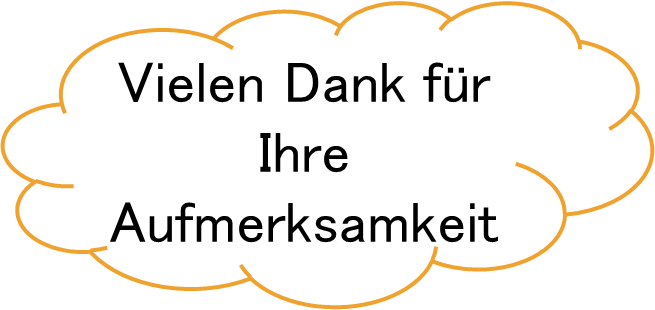 Vielen Dank für
Ihre
Aufmerksamkeit